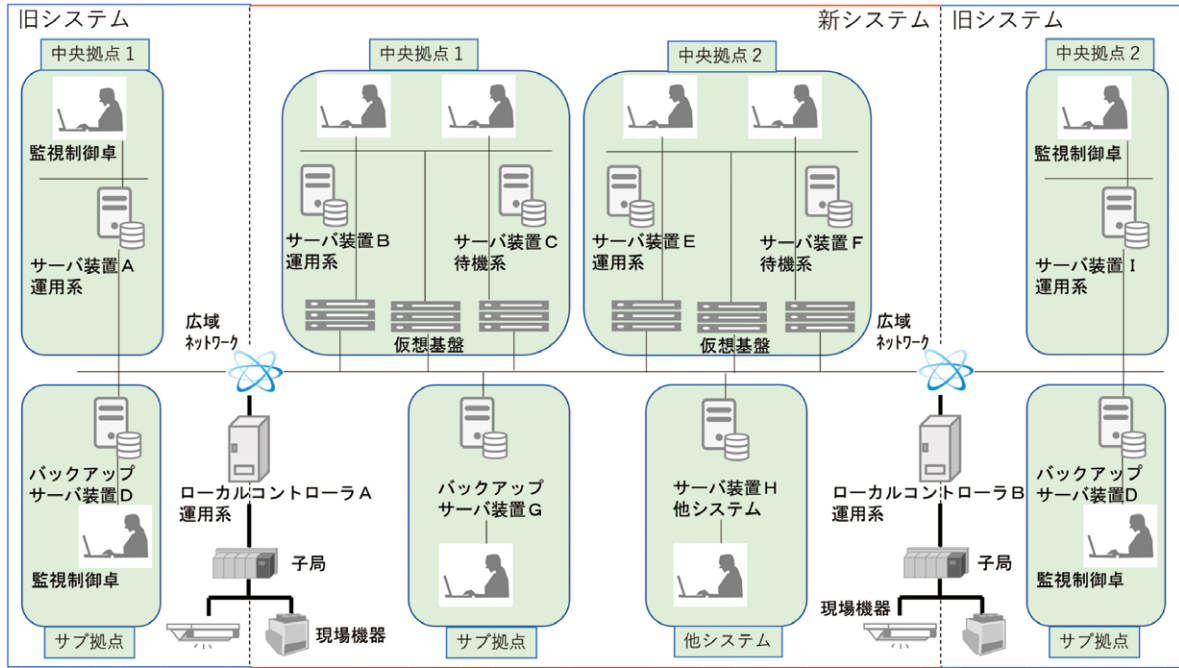 旧システム
新システム
旧システム
中央拠点1
中央拠点1
中央拠点2
中央拠点2
監視制御卓
監視制御卓
サーバ装置A
運用系
サーバ装置B
運用系
サーバ装置C
待機系
サーバ装置E
運用系
サーバ装置F
待機系
サーバ装置I
運用系
仮想基盤
仮想基盤
広域
ネットワーク
広域
ネットワーク
バックアップ
サーバ装置D
監視制御卓
サブ拠点
ローカルコントローラA
運用系
子局
現場機器
バックアップ
サーバ装置G
サブ拠点
サーバ装置H
他システム
他システム
ローカルコントローラB
運用系
子局
現場機器
バックアップ
サーバ装置D
監視制御卓
サブ拠点